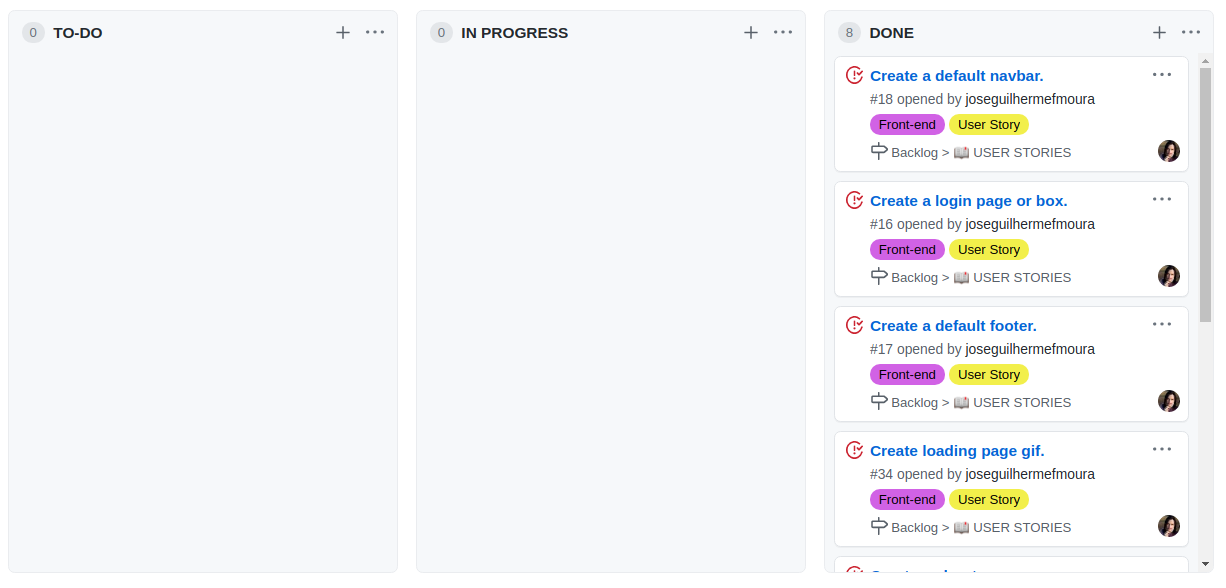 0 TO-DO
0 IN PROGRESS
8 DONE
Create a default navbar.
#18 opened by joseguilhermefmoura
Front-end User Story
Backlog > 📖 USER STORIES
Create a login page or box.
#16 opened by joseguilhermefmoura
Front-end User Story
Backlog > 📖 USER STORIES
Create a default footer.
#17 opened by joseguilhermefmoura
Front-end User Story
Backlog > 📖 USER STORIES
Create loading page gif.
#34 opened by joseguilhermefmoura
Front-end User Story
Backlog > 📖 USER STORIES